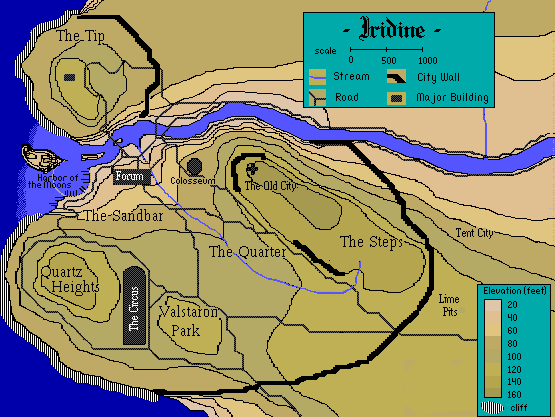 - Iridine -
scale
0 500 1000
Stream
City Wall
Road
Major Building
The Tip
Harbor of
the Moons
Forum
Colosseum
The Old City
The Sandbar
The Quarter
The Steps
Tent City
Quartz
Heights
The Circus
Valstaron
Park
Lime
Pits
Elevation (feet)
20
40
60
80
100
120
140
160
cliff